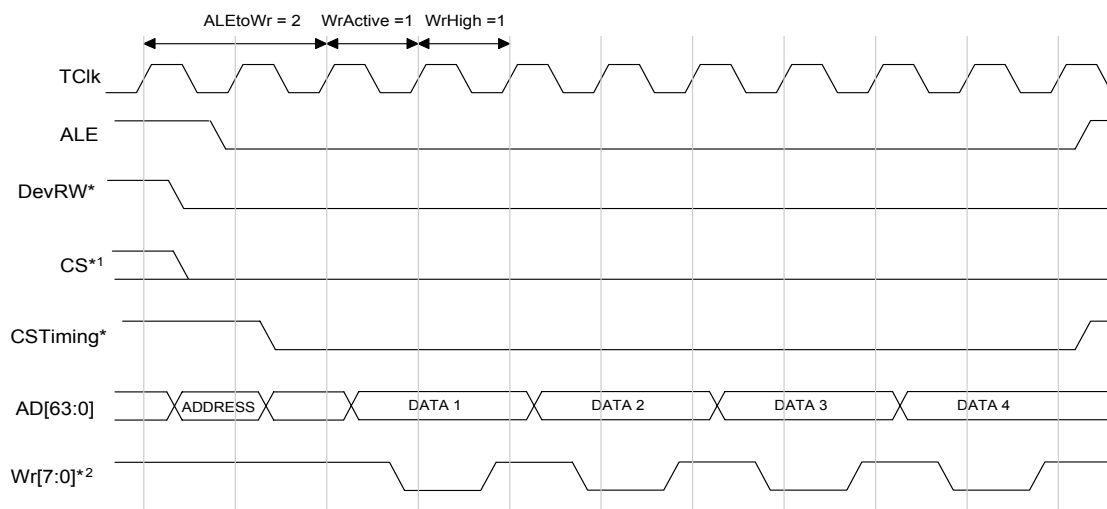 ALEtoWr = 2 WrActive =1 WrHigh =1
TClk
ALE
DevRW*
CS*1
CSTiming*
AD[63:0] ADDRESS DATA 1 DATA 2 DATA 3 DATA 4
Wr[7:0]*2